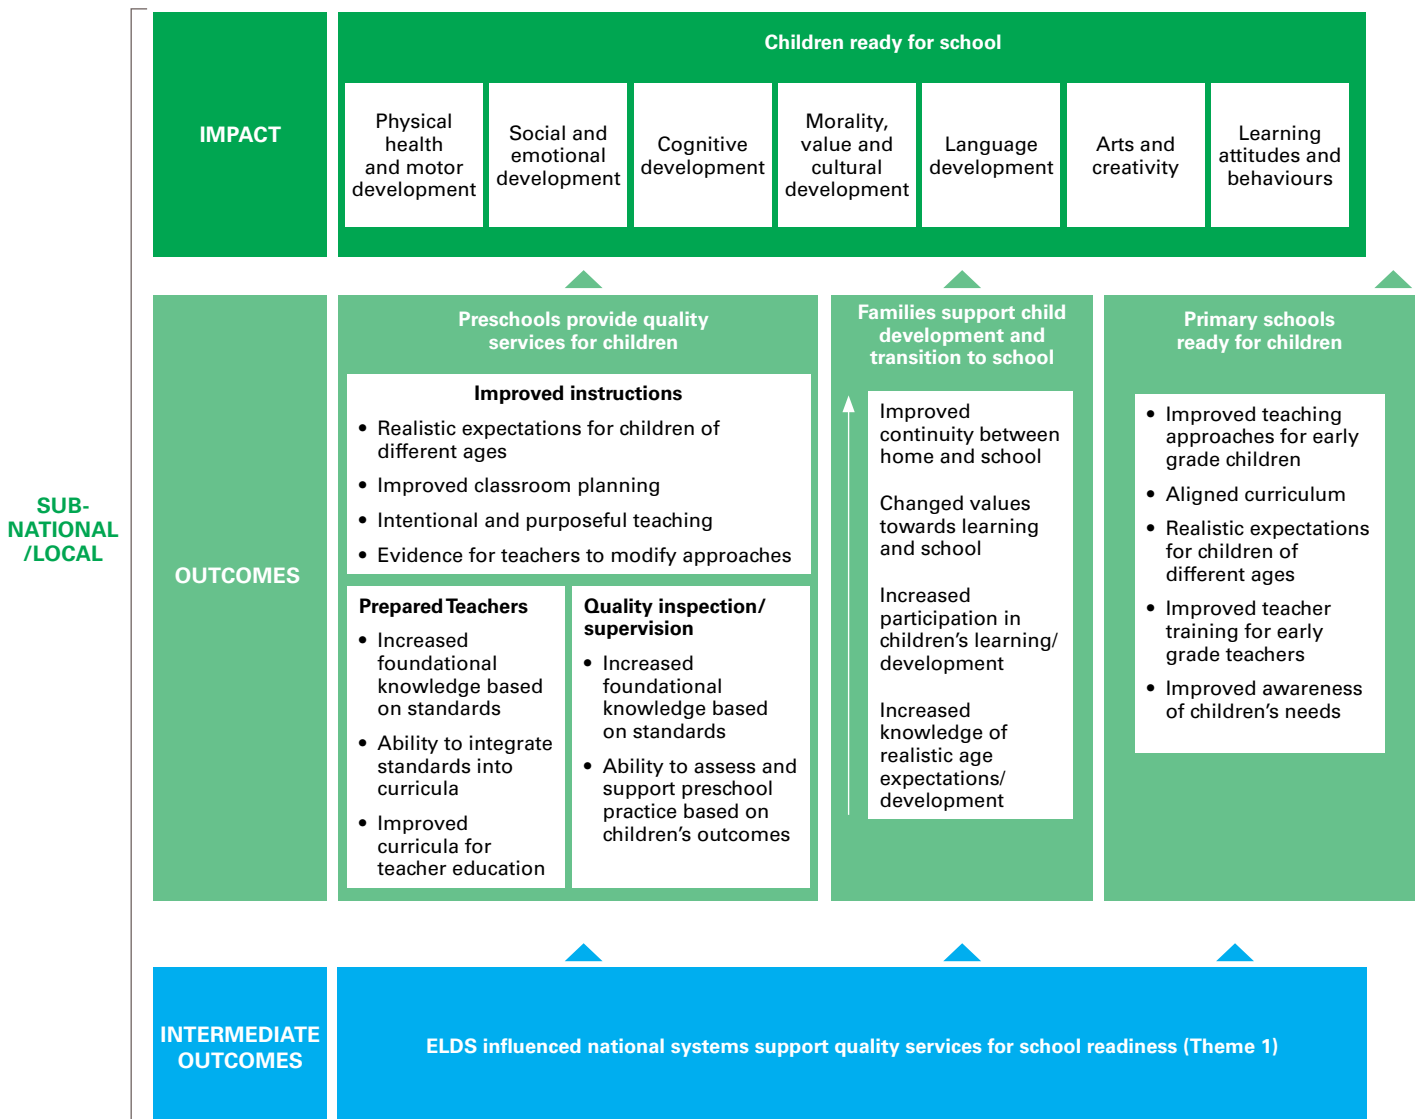 SUB-
NATIONAL
/LOCAL
IMPACT
Children ready for school
Physical
health
and motor
development
Social and
emotional
development
Cognitive
development
Morality,
value and
cultural
development
Language
development
Arts and
creativity
Learning
attitudes and
behaviours
OUTCOMES
Preschools provide quality
services for children
Improved instructions
• Realistic expectations for children of
different ages
• Improved classroom planning
• Intentional and purposeful teaching
• Evidence for teachers to modify approaches
Prepared Teachers
• Increased
foundational
knowledge based
on standards
• Ability to integrate
standards into
curricula
• Improved
curricula for
teacher education
Quality inspection/
supervision
• Increased
foundational
knowledge based
on standards
• Ability to assess and
support preschool
practice based on
children’s outcomes
Families support child
development and
transition to school
Improved
continuity between
home and school
Changed values
towards learning
and school
Increased
participation in
children’s learning/
development
Increased
knowledge of
realistic age
expectations/
development
Primary schools
ready for children
• Improved teaching
approaches for early
grade children
• Aligned curriculum
• Realistic expectations
for children of
different ages
• Improved teacher
training for early
grade teachers
• Improved awareness
of children’s needs
INTERMEDIATE
OUTCOMES
ELDS influenced national systems support quality services for school readiness (Theme 1)